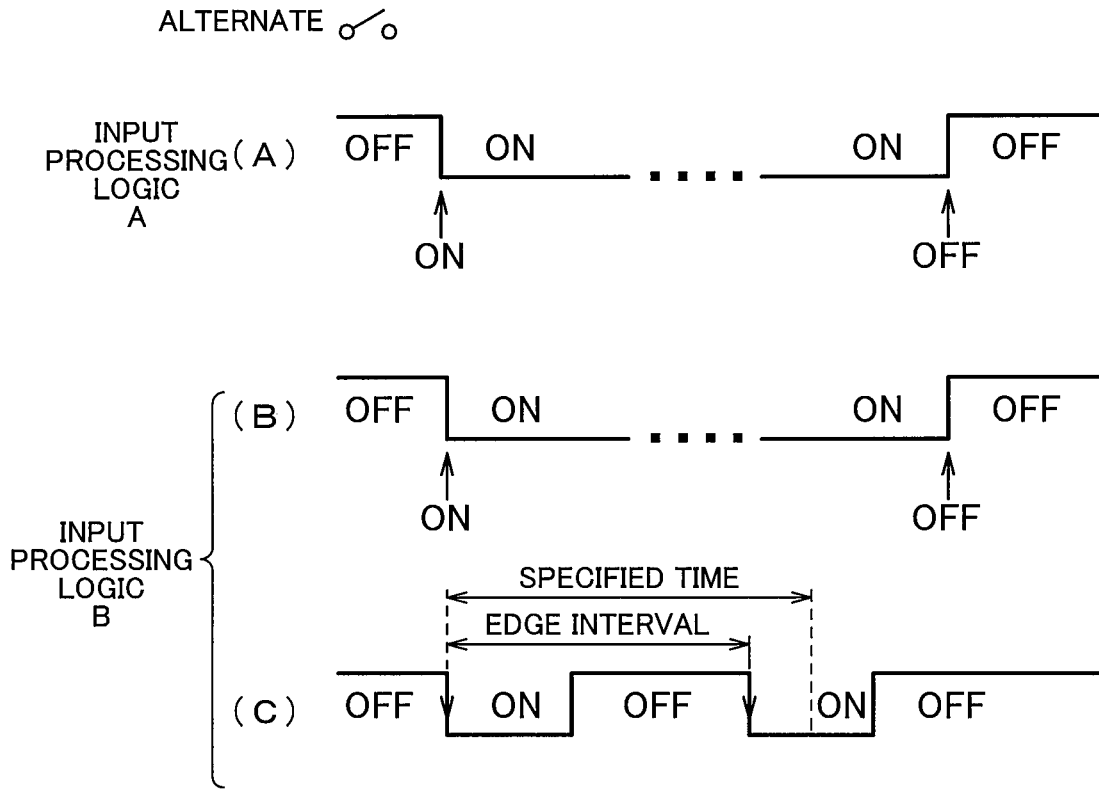 ALTERNATE
INPUT
PROCESSING
LOGIC
A
(A)
OFF ON ON OFF
ON OFF
INPUT
PROCESSING
LOGIC
B
(B)
OFF ON ON OFF
ON OFF
SPECIFIED TIME
EDGE INTERVAL
(C)
OFF ON OFF ON OFF